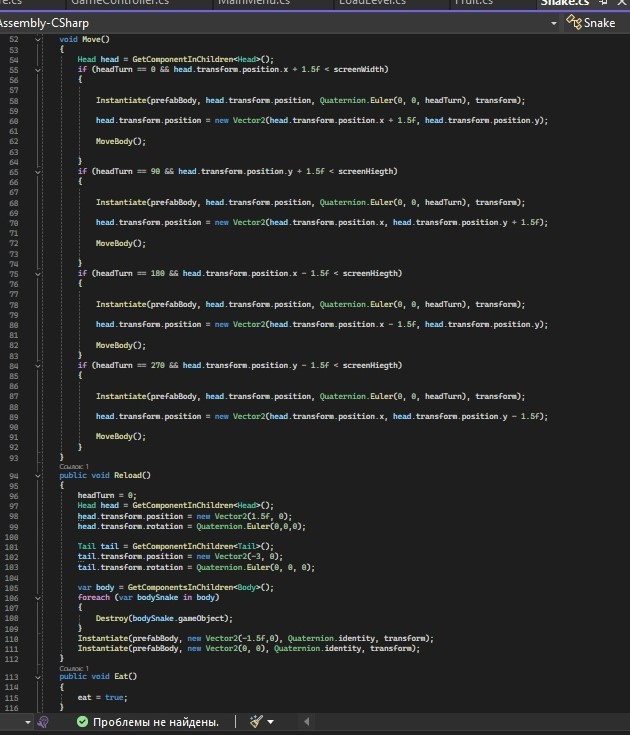 GameController.cs MainMenu.cs LoadLevel.cs Fruit.cs Snake.cs
Assembly-CSharp Snake
52 void Move()
53 {
54 Head head = GetComponentInChildren<Head>();
55 if (headTurn == 0 && head.transform.position.x + 1.5f < screenWidth)
56 {
57
58 Instantiate(prefabBody, head.transform.position, Quaternion.Euler(0, 0, headTurn), transform);
59
60 head.transform.position = new Vector2(head.transform.position.x + 1.5f, head.transform.position.y);
61
62 MoveBody();
63
64 }
65 if (headTurn == 90 && head.transform.position.y + 1.5f < screenHiegth)
66 {
67
68 Instantiate(prefabBody, head.transform.position, Quaternion.Euler(0, 0, headTurn), transform);
69
70 head.transform.position = new Vector2(head.transform.position.x, head.transform.position.y + 1.5f);
71
72 MoveBody();
73
74 }
75 if (headTurn == 180 && head.transform.position.x - 1.5f < screenHiegth)
76 {
77
78 Instantiate(prefabBody, head.transform.position, Quaternion.Euler(0, 0, headTurn), transform);
79
80 head.transform.position = new Vector2(head.transform.position.x - 1.5f, head.transform.position.y);
81
82 MoveBody();
83 }
84 if (headTurn == 270 && head.transform.position.y - 1.5f < screenHiegth)
85 {
86
87 Instantiate(prefabBody, head.transform.position, Quaternion.Euler(0, 0, headTurn), transform);
88
89 head.transform.position = new Vector2(head.transform.position.x, head.transform.position.y - 1.5f);
90
91 MoveBody();
92 }
93 }
Ссылок: 1
94 public void Reload()
95 {
96 headTurn = 0;
97 Head head = GetComponentInChildren<Head>();
98 head.transform.position = new Vector2(1.5f, 0);
99 head.transform.rotation = Quaternion.Euler(0,0,0);
100
101 Tail tail = GetComponentInChildren<Tail>();
102 tail.transform.position = new Vector2(-3, 0);
103 tail.transform.rotation = Quaternion.Euler(0, 0, 0);
104
105 var body = GetComponentsInChildren<Body>();
106 foreach (var bodySnake in body)
107 {
108 Destroy(bodySnake.gameObject);
109 }
110 Instantiate(prefabBody, new Vector2(-1.5f,0), Quaternion.identity, transform);
111 Instantiate(prefabBody, new Vector2(0, 0), Quaternion.identity, transform);
112 }
Ссылок: 1
113 public void Eat()
114 {
115 eat = true;
116 }
Проблемы не найдены.